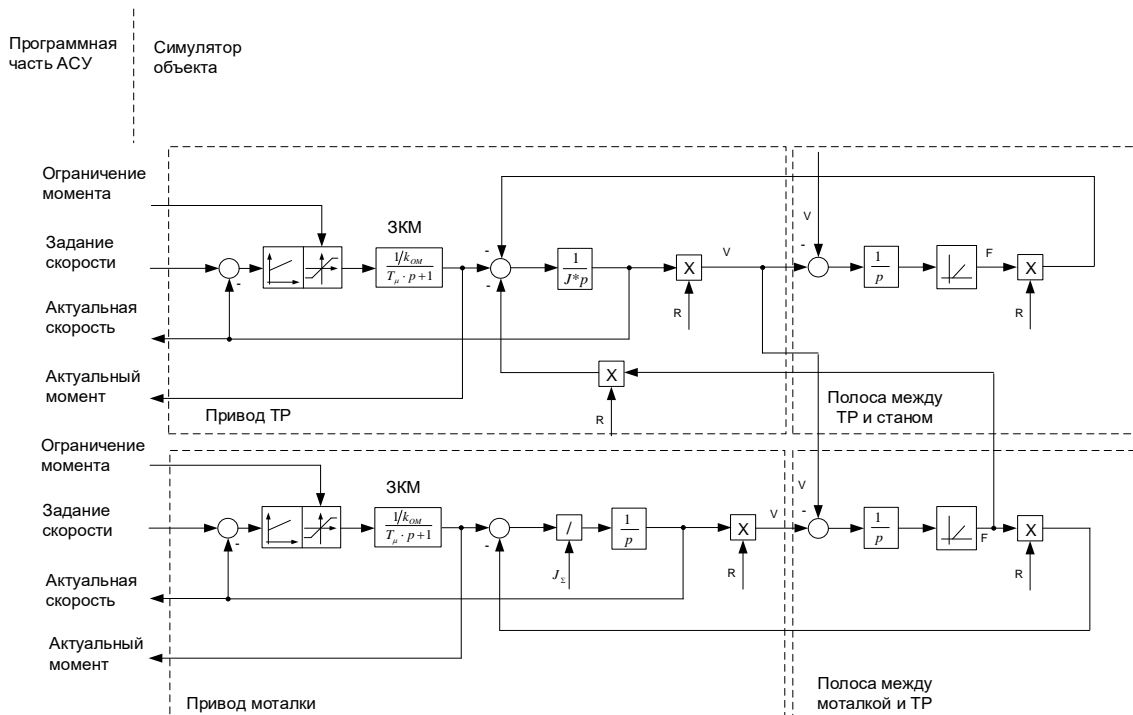 Программная
часть АСУ
Симулятор
объекта
Ограничение
момента
Задание
скорости
Актуальная
скорость
Актуальный
момент
-
ЗКМ
1/k_ОМ
T_μ · p+1
-
-
1
J*p
X
R
V
X
R
Привод ТР
V
-
1
p
F
X
R
Полоса между
ТР и станом
Ограничение
момента
Задание
скорости
Актуальная
скорость
Актуальный
момент
-
ЗКМ
1/k_ОМ
T_μ · p+1
-
/
J_Σ
1
p
X
R
V
Привод моталки
V
-
1
p
F
X
R
Полоса между
моталкой и ТР